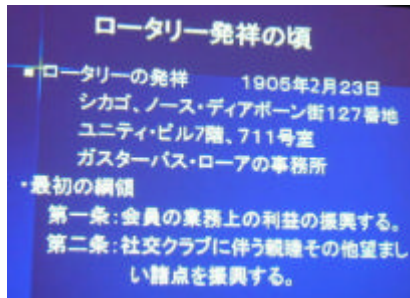 ロータリー発祥の頃
■ロータリーの発祥　1905年2月23日
シカゴ、ノース・ディアボーン街127番地
ユニティ・ビル7階、711号室
ガスターバス・ローアの事務所
・最初の綱領
第一条:会員の業務上の利益の振興する。
第二条:社交クラブに伴う親睦その他望まし
い諸点を振興する。